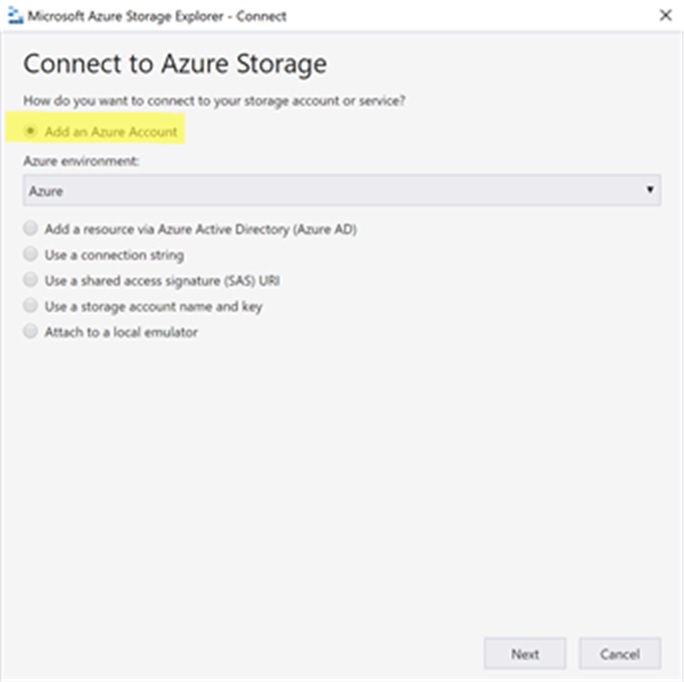 Microsoft Azure Storage Explorer - Connect
Connect to Azure Storage
How do you want to connect to your storage account or service?
Add an Azure Account
Azure environment:
Azure
Add a resource via Azure Active Directory (Azure AD)
Use a connection string
Use a shared access signature (SAS) URI
Use a storage account name and key
Attach to a local emulator
Next Cancel